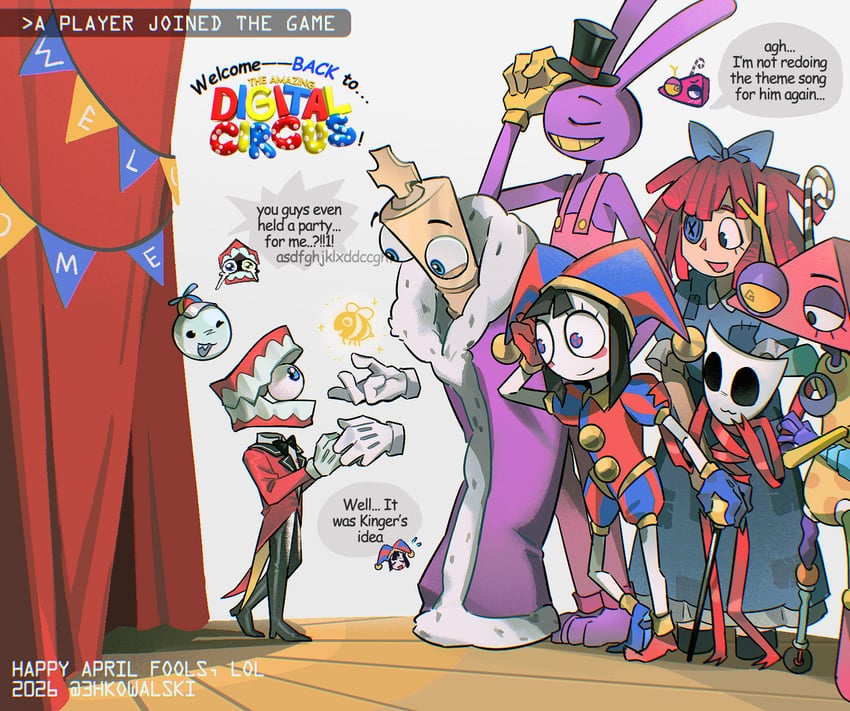 >A PLAYER JOINED THE GAME
Welcome——BACK to...
THE AMAZING
DIGITAL
CIRCUS!
agh...
I'm not redoing
the theme song
for him again...
W E L C
O M E
you guys even
held a party...
for me..?!!1!
asdfghjklxddccgm
Well... It
was Kinger's
idea
HAPPY APRIL FOOLS, LOL
2026 @3HKOWALSKI